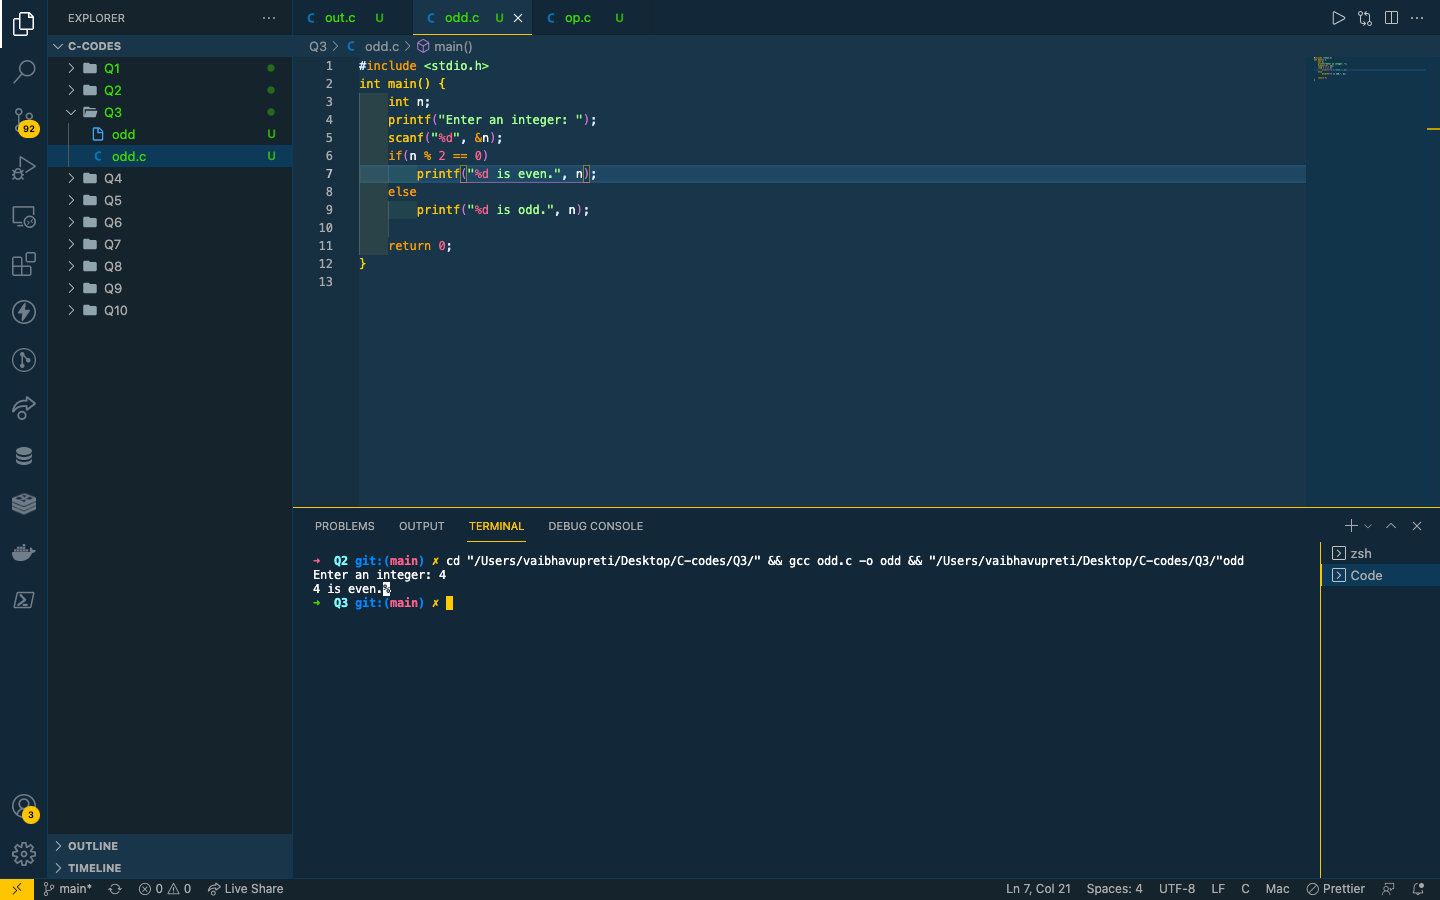 EXPLORER
C-CODES
Q1
Q2
Q3
odd U
odd.c U
Q4
Q5
Q6
Q7
Q8
Q9
Q10
OUTLINE
TIMELINE
92
3
C out.c U
C odd.c U
C op.c U
Q3 > C odd.c > main()
1 #include <stdio.h>
2 int main() {
3     int n;
4     printf("Enter an integer: ");
5     scanf("%d", &n);
6     if(n % 2 == 0)
7         printf("%d is even.", n);
8     else
9         printf("%d is odd.", n);
10
11     return 0;
12 }
13
PROBLEMS OUTPUT TERMINAL DEBUG CONSOLE
➜ Q2 git:(main) ✗ cd "/Users/vaibhavupreti/Desktop/C-codes/Q3/" && gcc odd.c -o odd && "/Users/vaibhavupreti/Desktop/C-codes/Q3/"odd
Enter an integer: 4
4 is even.%
➜ Q3 git:(main) ✗
zsh
Code
main* 0 0 Live Share Ln 7, Col 21 Spaces: 4 UTF-8 LF C Mac Prettier